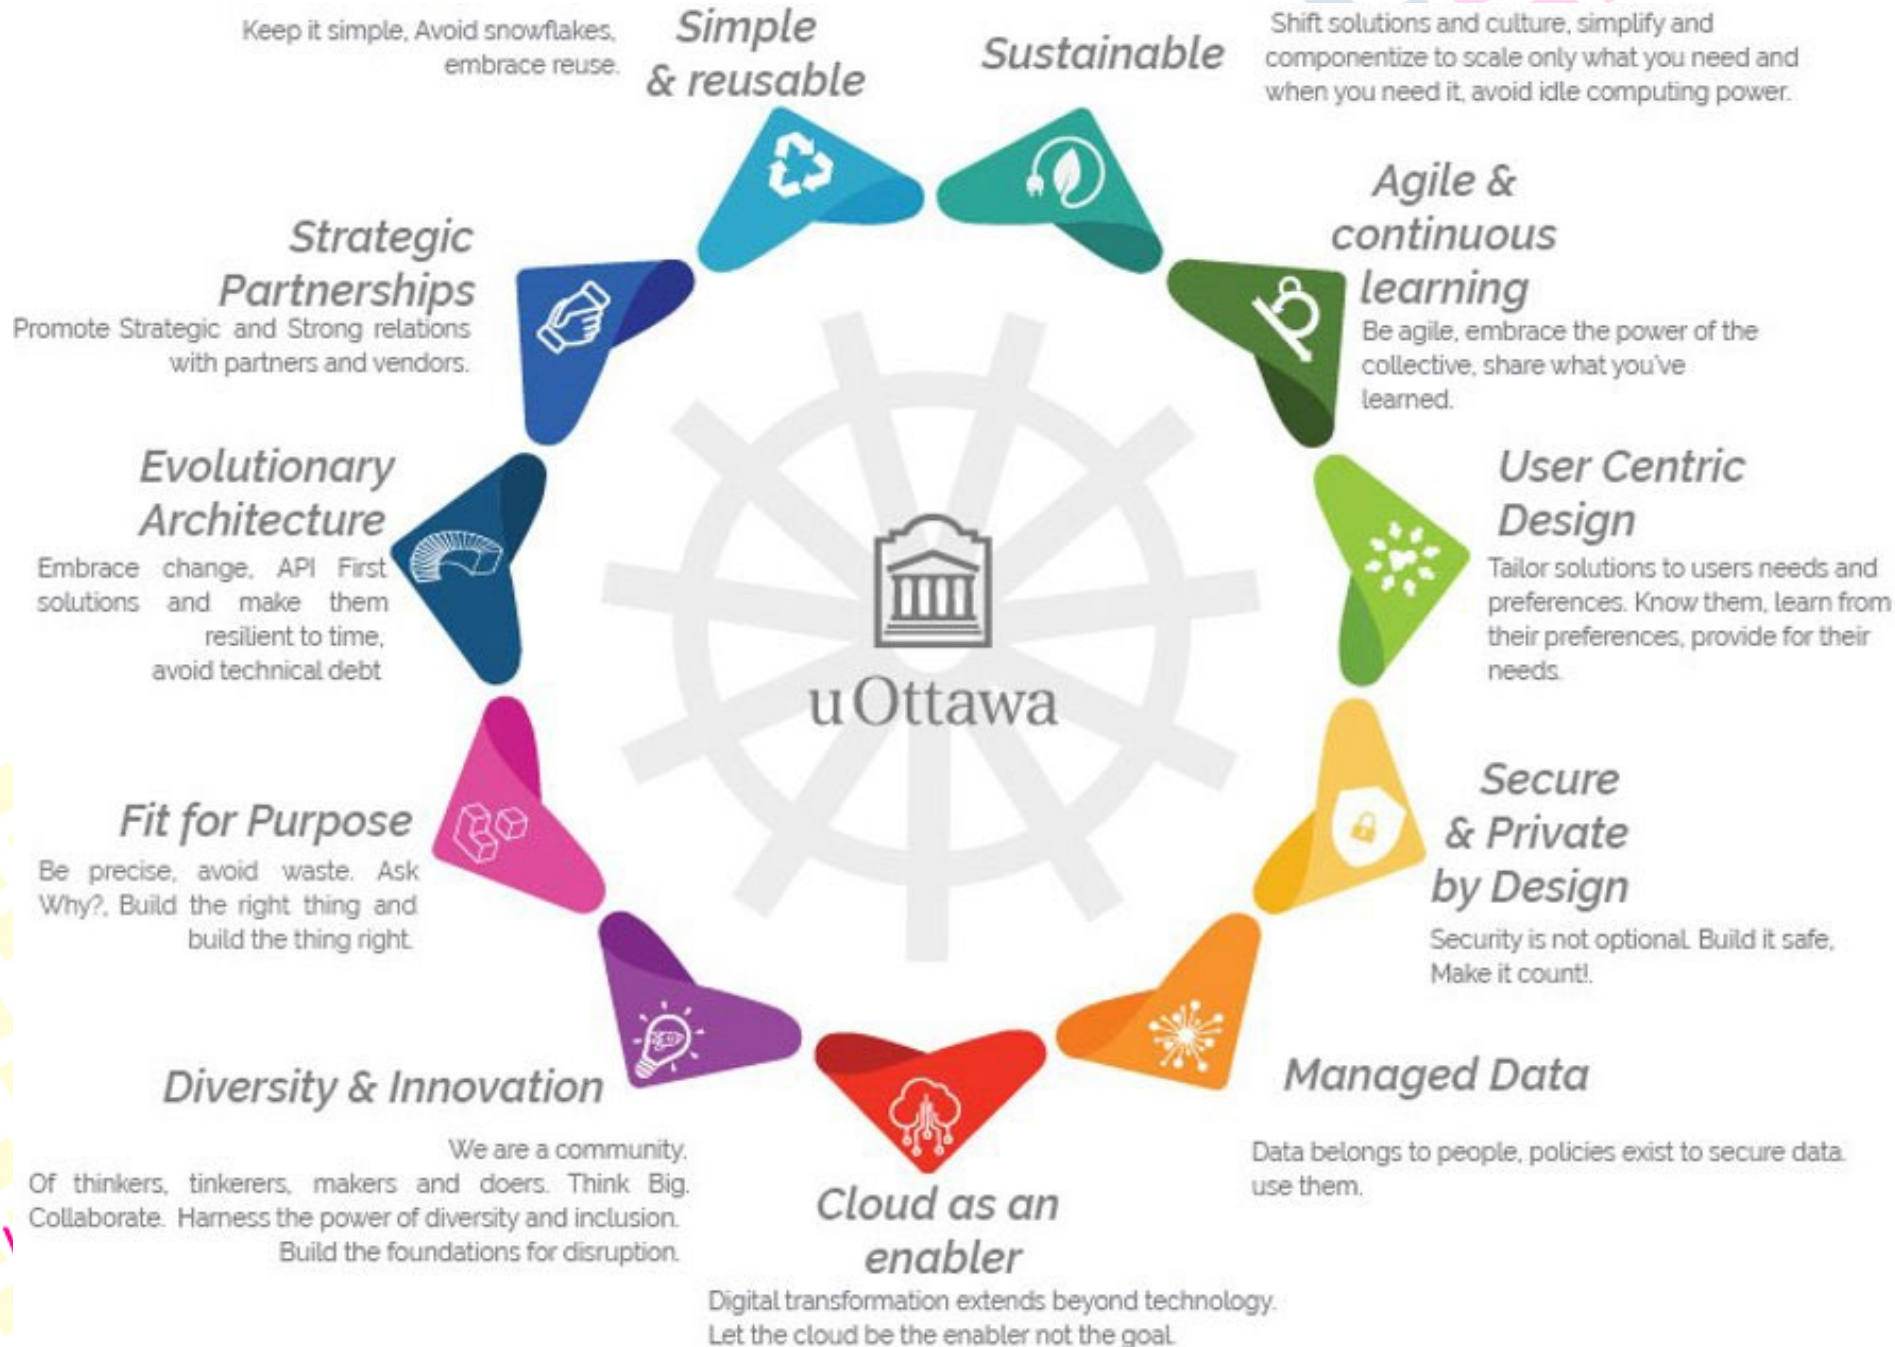 Simple
& reusable
Keep it simple, Avoid snowflakes,
embrace reuse.
Sustainable
Shift solutions and culture, simplify and
componentize to scale only what you need and
when you need it, avoid idle computing power.
Agile &
continuous
learning
Be agile, embrace the power of the
collective, share what you've
learned.
User Centric
Design
Tailor solutions to users needs and
preferences. Know them, learn from
their preferences, provide for their
needs.
Secure
& Private
by Design
Security is not optional. Build it safe,
Make it count!.
Managed Data
Data belongs to people, policies exist to secure data.
use them.
Cloud as an
enabler
Digital transformation extends beyond technology.
Let the cloud be the enabler not the goal.
Diversity & Innovation
We are a community.
Of thinkers, tinkerers, makers and doers. Think Big.
Collaborate. Harness the power of diversity and inclusion.
Build the foundations for disruption.
Fit for Purpose
Be precise, avoid waste. Ask
Why?, Build the right thing and
build the thing right.
Evolutionary
Architecture
Embrace change, API First
solutions and make them
resilient to time,
avoid technical debt
Strategic
Partnerships
Promote Strategic and Strong relations
with partners and vendors.
uOttawa